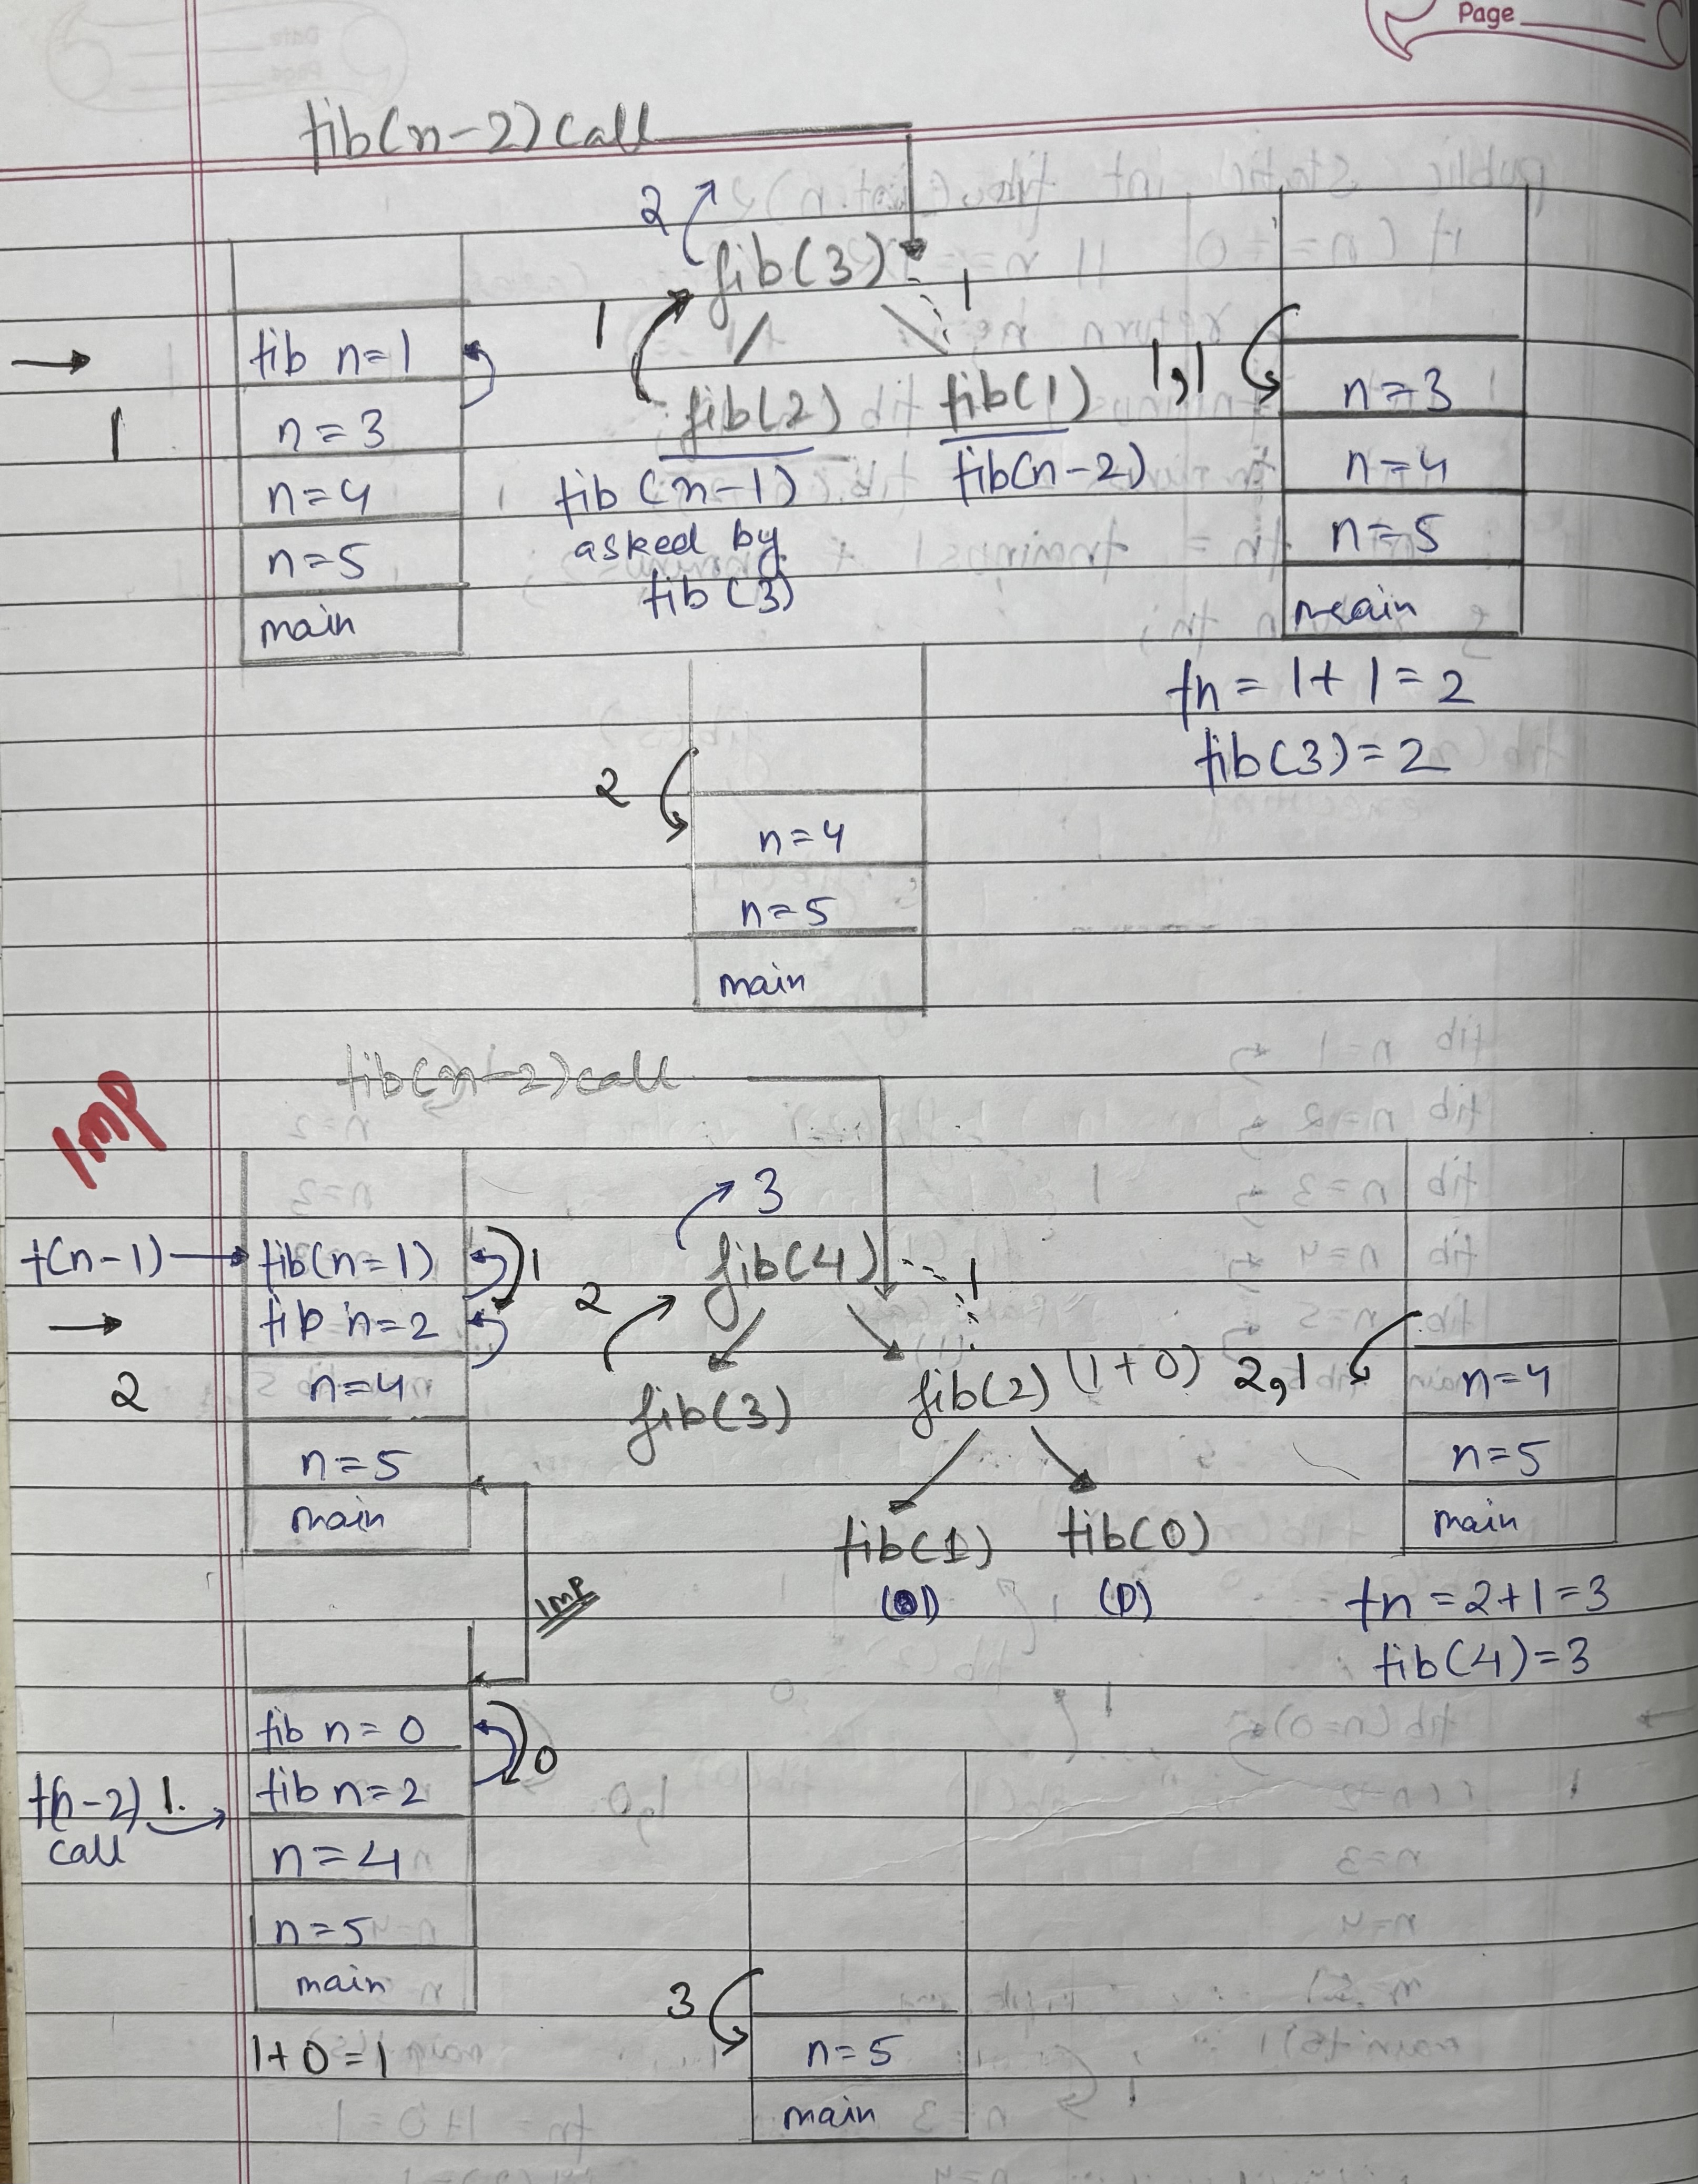 Page
fib(n-2) call
2
fib(3)
1
1
fib n=1
n=3
n=4
n=5
main
1
fib(2)
fib(1)
fib(n-1)
fib(n-2)
asked by
fib(3)
1,1
n=3
n=4
n=5
main
fn = 1+1=2
fib(3)=2
2
n=4
n=5
main
fib(n-2) call
IMP
f(n-1)
fib(n=1)
1
fib n=2
2
n=4
n=5
main
3
fib(4)
2
1
fib(3)
fib(2) (1+0)
2,1
n=4
n=5
main
fib(1)
fib(0)
(1)
(0)
IMP
fn = 2+1=3
fib(4)=3
fib n=0
0
f(n-2) 1.
call
fib n=2
n=4
n=5
main
1+0=1
3
n=5
main